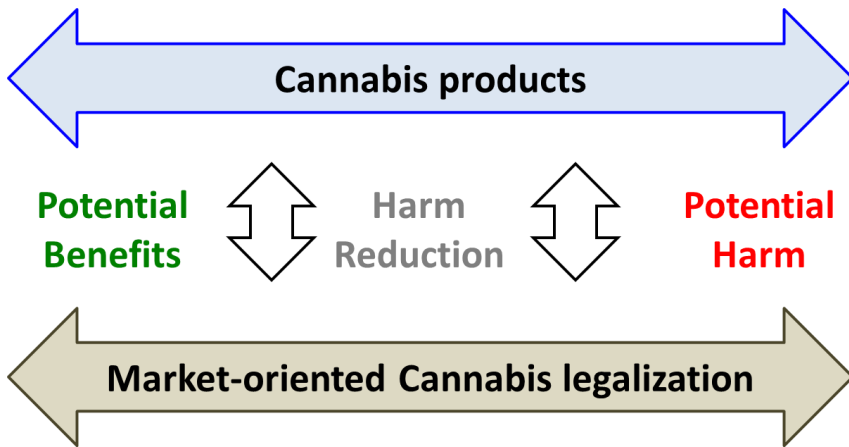 Cannabis products
Potential
Benefits
Harm
Reduction
Potential
Harm
Market-oriented Cannabis legalization